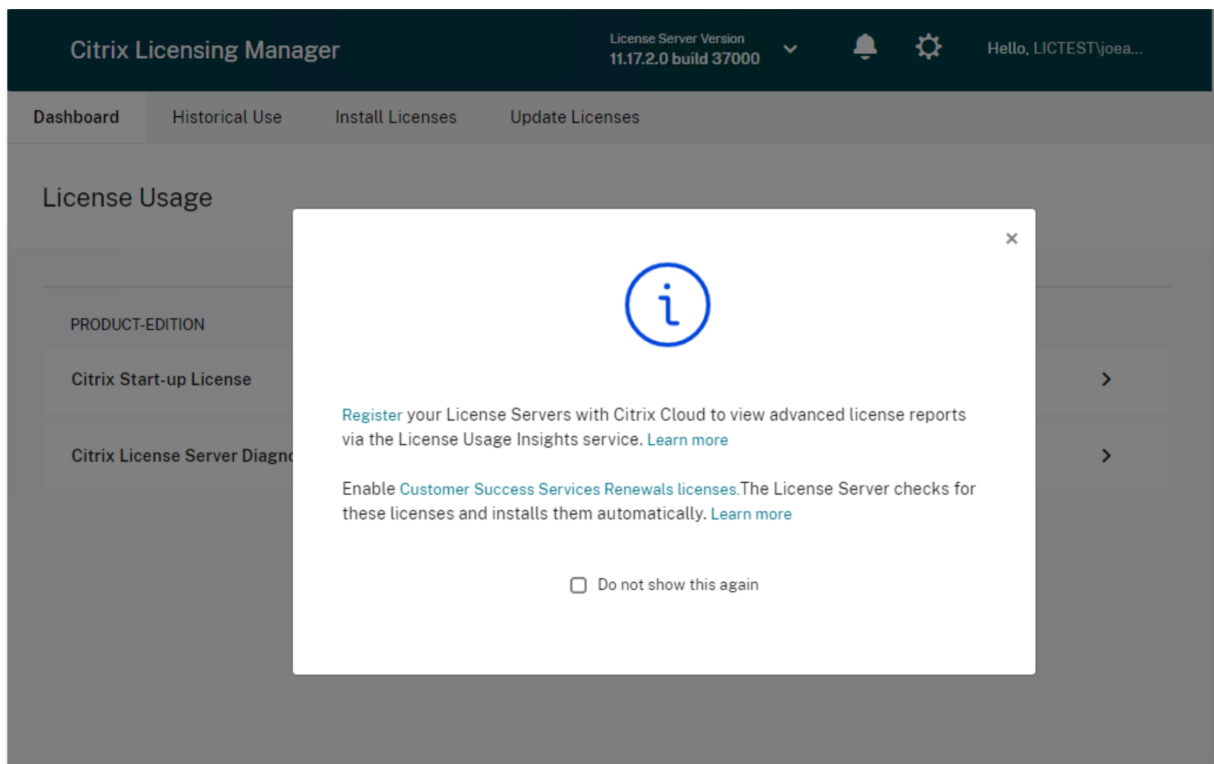 Citrix Licensing Manager
License Server Version
11.17.2.0 build 37000
Hello, LICTEST\joea...
Dashboard
Historical Use
Install Licenses
Update Licenses
License Usage
PRODUCT-EDITION
Citrix Start-up License
Citrix License Server Diagno
Register your License Servers with Citrix Cloud to view advanced license reports
via the License Usage Insights service. Learn more
Enable Customer Success Services Renewals licenses.The License Server checks for
these licenses and installs them automatically. Learn more
Do not show this again